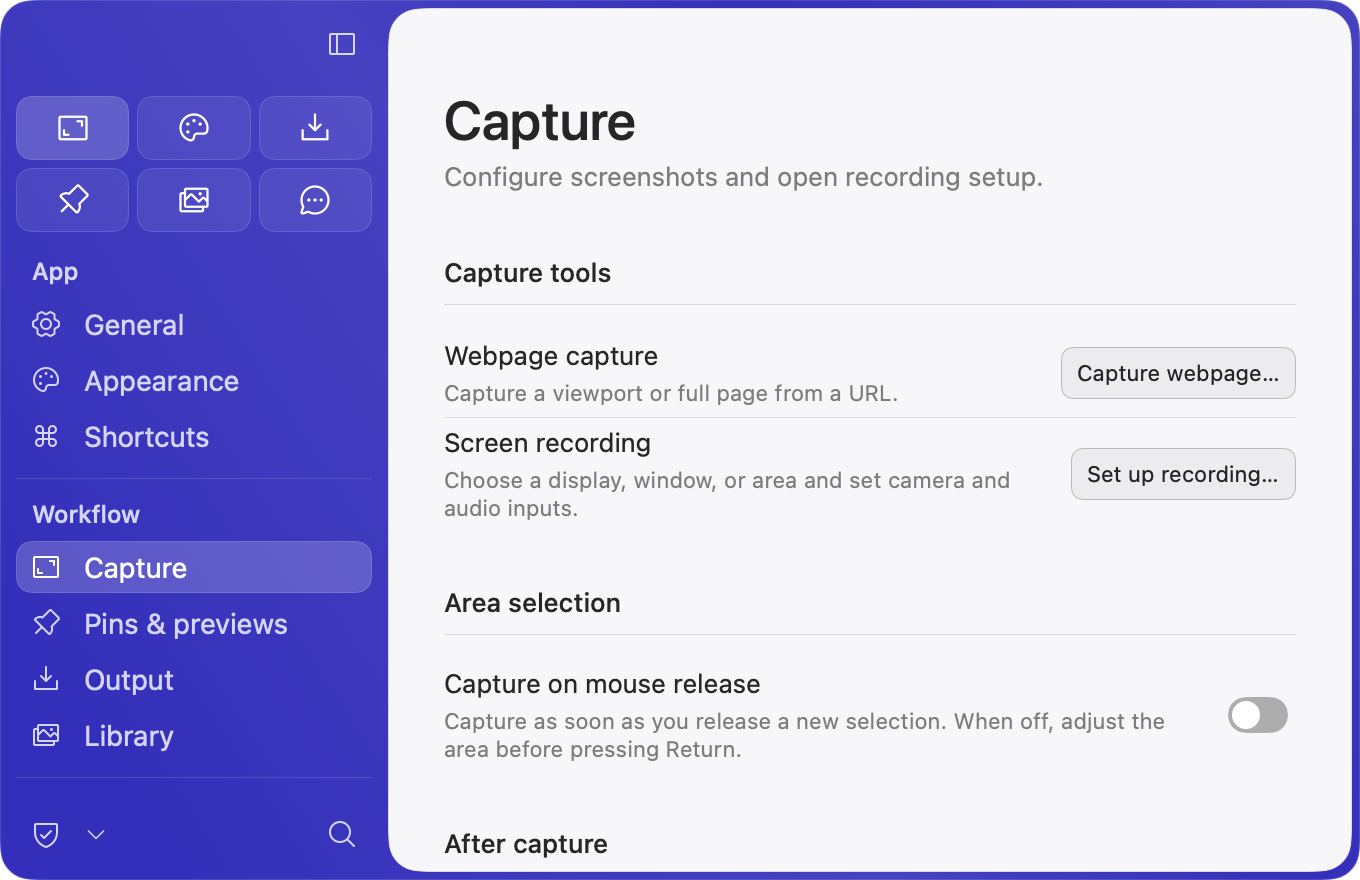 App
General
Appearance
Shortcuts
Workflow
Capture
Pins & previews
Output
Library
Capture
Configure screenshots and open recording setup.
Capture tools
Webpage capture
Capture a viewport or full page from a URL.
Capture webpage...
Screen recording
Choose a display, window, or area and set camera and
audio inputs.
Set up recording...
Area selection
Capture on mouse release
Capture as soon as you release a new selection. When off, adjust the
area before pressing Return.
After capture